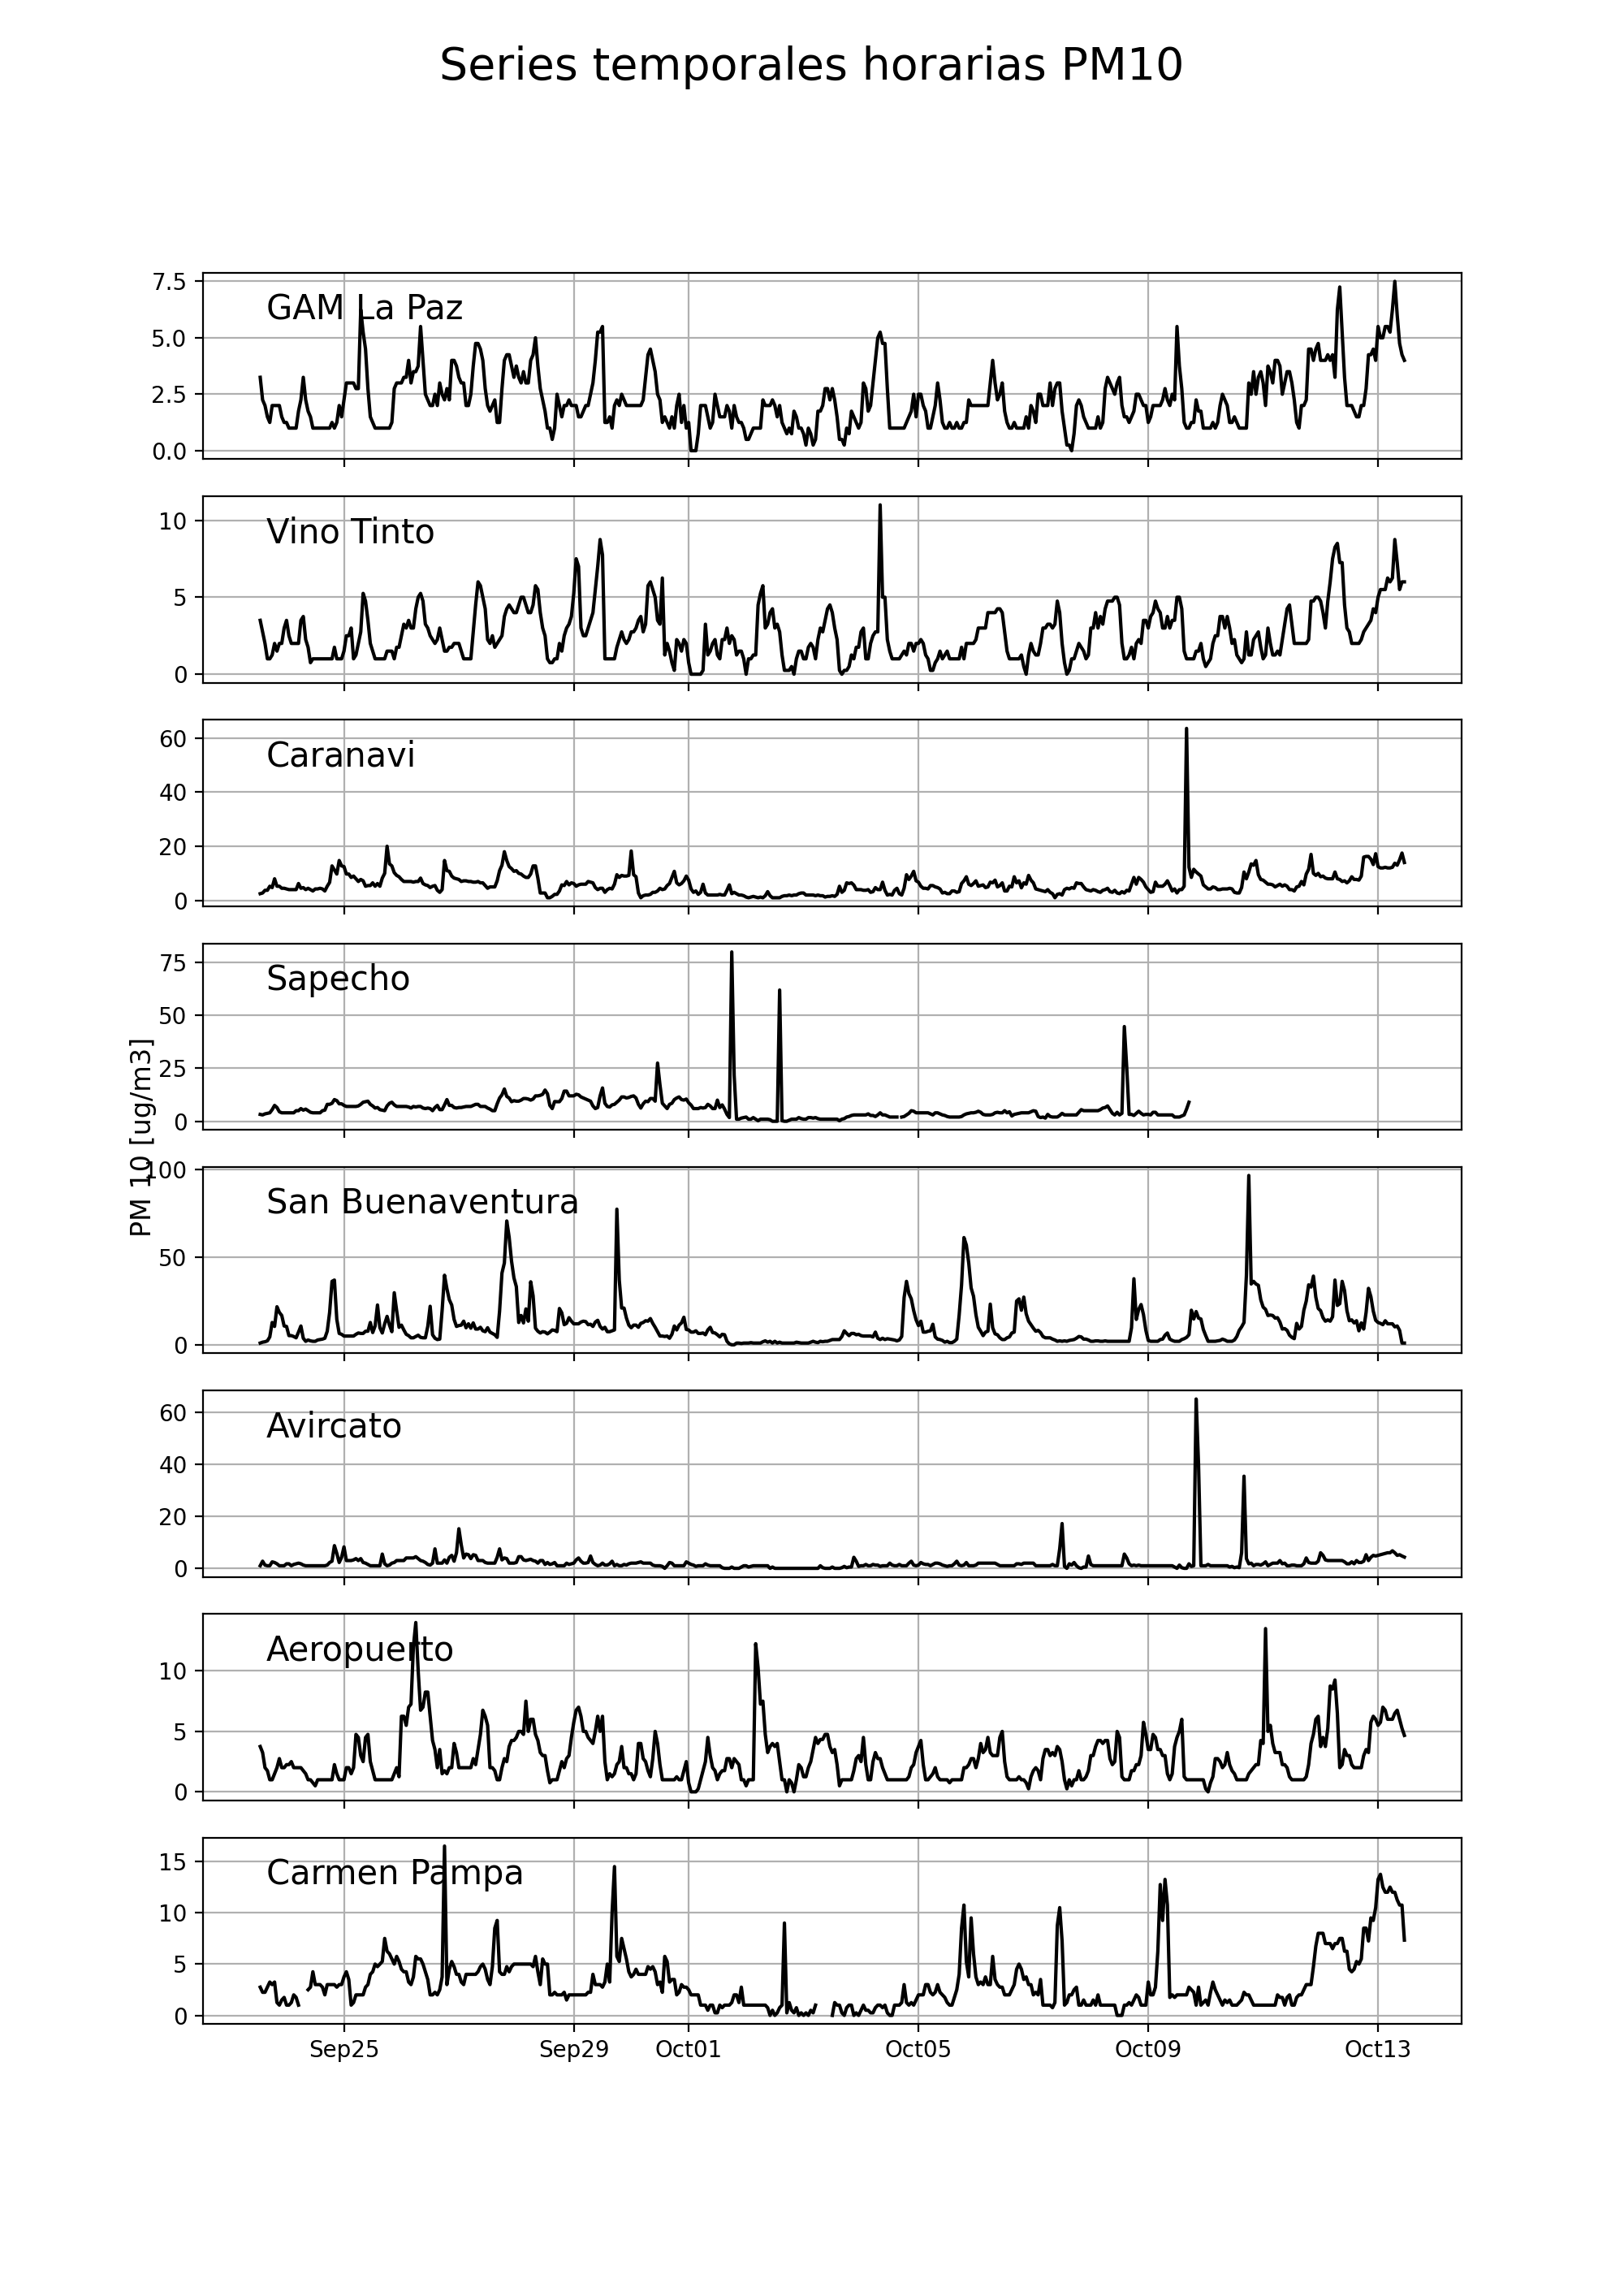 Series temporales horarias PM10
PM 10 [ug/m3]
7.5
5.0
2.5
0.0
GAM La Paz
10
5
0
Vino Tinto
60
40
20
0
Caranavi
75
50
25
0
Sapecho
100
50
0
San Buenaventura
60
40
20
0
Avircato
10
5
0
Aeropuerto
15
10
5
0
Carmen Pampa
Sep25 Sep29 Oct01 Oct05 Oct09 Oct13